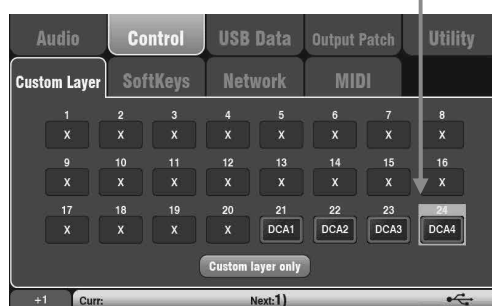 Audio Control USB Data Output Patch Utility
Custom Layer SoftKeys Network MIDI
1 2 3 4 5 6 7 8
X X X X X X X X
9 10 11 12 13 14 15 16
X X X X X X X X
17 18 19 20 21 22 23 24
X X X X DCA1 DCA2 DCA3 DCA4
Custom layer only
+1 Curr: Next:1)